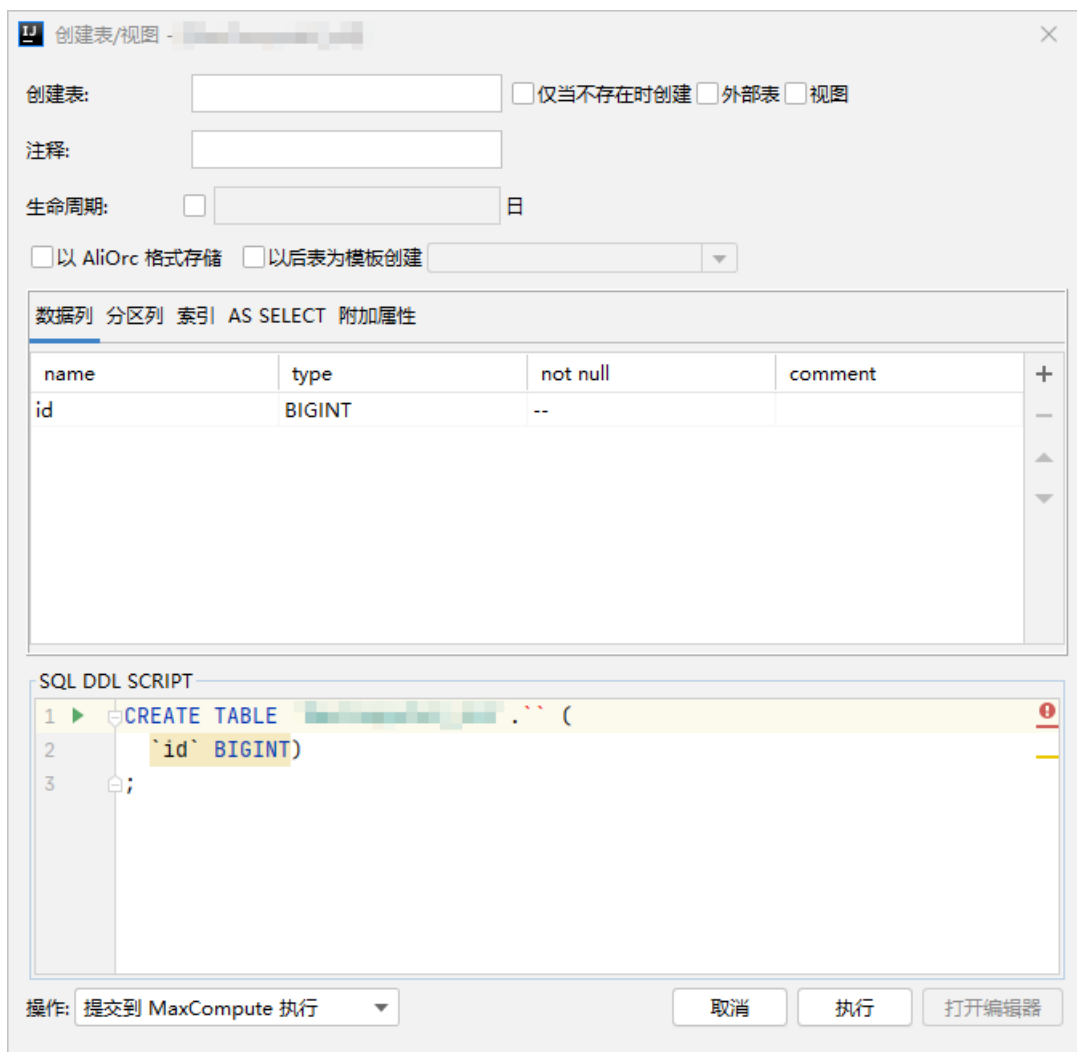 IJ 创建表/视图 -
创建表: 仅当不存在时创建 外部表 视图
注释:
生命周期: 日
以 AliOrc 格式存储 以后表为模板创建
数据列 分区列 索引 AS SELECT 附加属性
name type not null comment
id BIGINT --
SQL DDL SCRIPT
1 CREATE TABLE .`` (
2 `id` BIGINT)
3 ;
操作: 提交到 MaxCompute 执行 取消 执行 打开编辑器